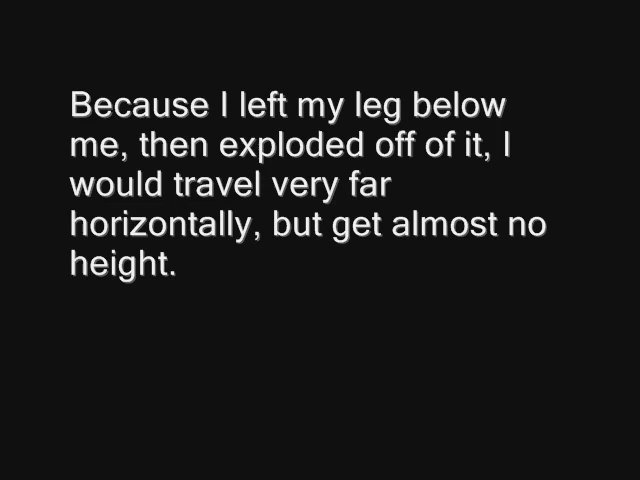 Because I left my leg below
me, then exploded off of it, I
would travel very far
horizontally, but get almost no
height.